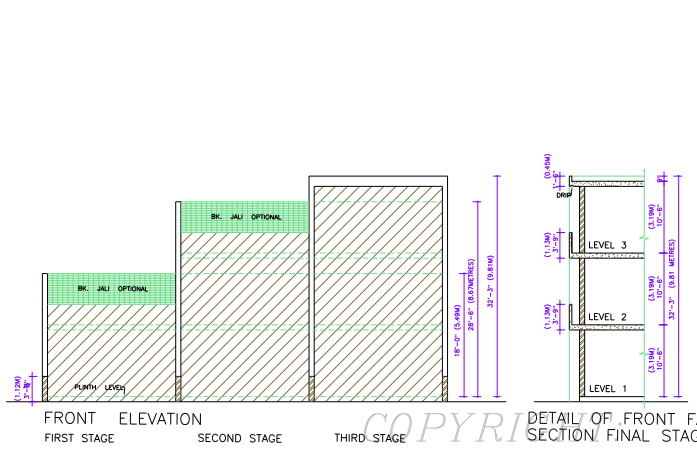 BK. JALI OPTIONAL
BK. JALI OPTIONAL
PLINTH LEVEL
(1.12M)
18'-0" (5.49M)
28'-6" (8.67METRES)
32'-3" (9.81M)
FRONT ELEVATION
FIRST STAGE SECOND STAGE THIRD STAGE
(0.45M)
1'-6"
DRIP
9"
(1.13M)
3'-9"
LEVEL 3
(3.19M)
10'-6"
(1.13M)
3'-9"
LEVEL 2
(3.19M)
10'-6"
LEVEL 1
(3.19M)
10'-6"
32'-3" (9.81 METRES)
DETAIL OF FRONT F
SECTION FINAL STAG
COPYRIGHT